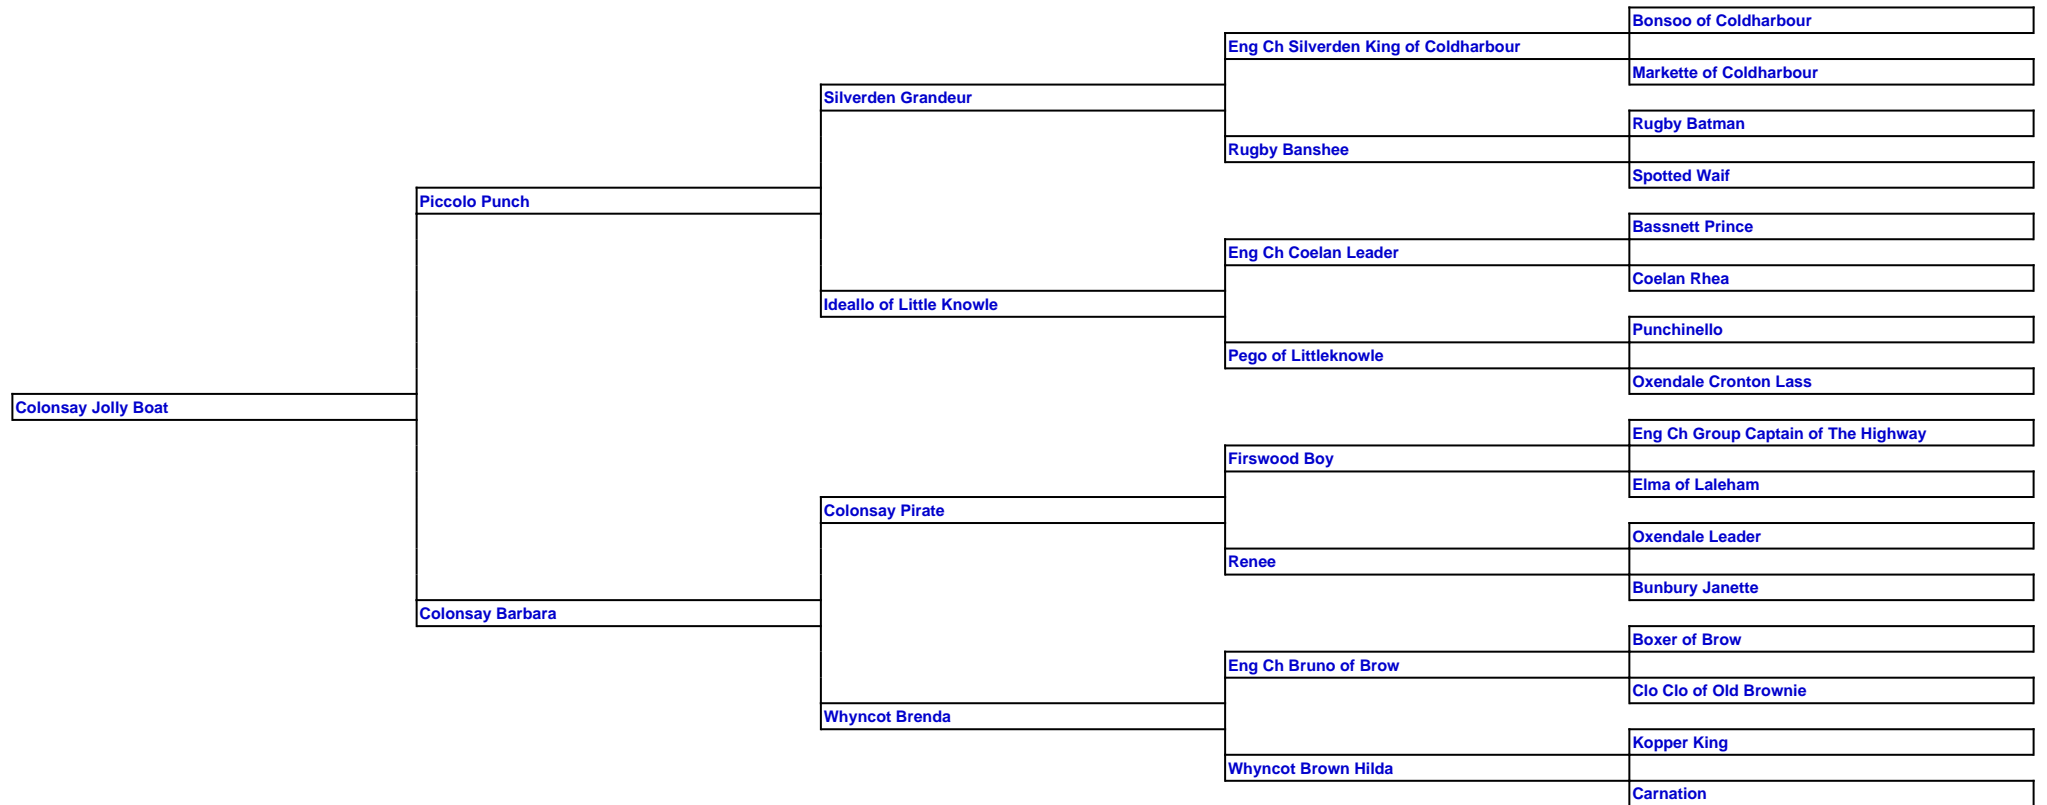 Bonsoo of Coldharbour
Eng Ch Silverden King of Coldharbour
Markette of Coldharbour
Silverden Grandeur
Rugby Batman
Rugby Banshee
Spotted Waif
Piccolo Punch
Bassnett Prince
Eng Ch Coelan Leader
Coelan Rhea
Ideallo of Little Knowle
Punchinello
Pego of Littleknowle
Oxendale Cronton Lass
Colonsay Jolly Boat
Eng Ch Group Captain of The Highway
Firswood Boy
Elma of Laleham
Colonsay Pirate
Oxendale Leader
Renee
Bunbury Janette
Colonsay Barbara
Boxer of Brow
Eng Ch Bruno of Brow
Clo Clo of Old Brownie
Whyncot Brenda
Kopper King
Whyncot Brown Hilda
Carnation